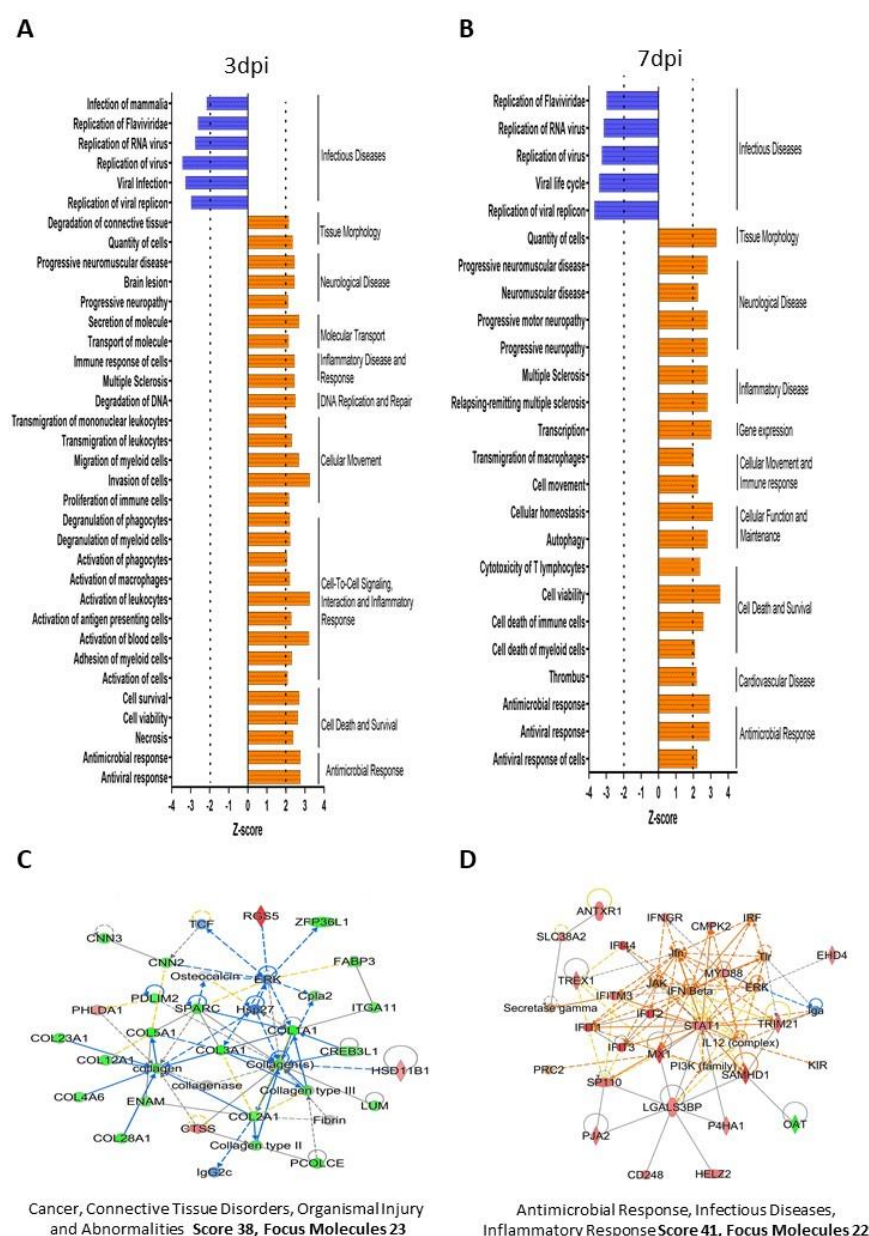 A
3dpi
Infection of mammalia
Replication of Flaviviridae
Replication of RNA virus
Replication of virus
Viral Infection
Replication of viral replicon
Degradation of connective tissue
Quantity of cells
Progressive neuromuscular disease
Brain lesion
Progressive neuropathy
Secretion of molecule
Transport of molecule
Immune response of cells
Multiple Sclerosis
Degradation of DNA
Transmigration of mononuclear leukocytes
Transmigration of leukocytes
Migration of myeloid cells
Invasion of cells
Proliferation of immune cells
Degranulation of phagocytes
Degranulation of myeloid cells
Activation of phagocytes
Activation of macrophages
Activation of leukocytes
Activation of antigen presenting cells
Activation of blood cells
Adhesion of myeloid cells
Activation of cells
Cell survival
Cell viability
Necrosis
Antimicrobial response
Antiviral response
Infectious Diseases
Tissue Morphology
Neurological Disease
Molecular Transport
Inflammatory Disease and
Response
DNA Replication and Repair
Cellular Movement
Cell-To-Cell Signaling,
Interaction and Inflammatory
Response
Cell Death and Survival
Antimicrobial Response
-4 -3 -2 -1 0 1 2 3 4
Z-score
B
7dpi
Replication of Flaviviridae
Replication of RNA virus
Replication of virus
Viral life cycle
Replication of viral replicon
Quantity of cells
Progressive neuromuscular disease
Neuromuscular disease
Progressive motor neuropathy
Progressive neuropathy
Multiple Sclerosis
Relapsing-remitting multiple sclerosis
Transcription
Transmigration of macrophages
Cell movement
Cellular homeostasis
Autophagy
Cytotoxicity of T lymphocytes
Cell viability
Cell death of immune cells
Cell death of myeloid cells
Thrombus
Antimicrobial response
Antiviral response
Antiviral response of cells
Infectious Diseases
Tissue Morphology
Neurological Disease
Inflammatory Disease
Gene expression
Cellular Movement and
Immune response
Cellular Function and
Maintenance
Cell Death and Survival
Cardiovascular Disease
Antimicrobial Response
-4 -3 -2 -1 0 1 2 3 4
Z-score
C
RGS5
TCF
ZFP36L1
CNN3
CNN2
FABP3
Osteocalcin
ERK
PDLIM2
Cpla2
PHLDA1
SPARC
Hsp27
ITGA11
COL5A1
COL1A1
COL23A1
COL3A1
CREB3L1
COL12A1
collagen
Collagen(s)
HSD11B1
collagenase
COL4A6
ENAM
Collagen type III
LUM
COL2A1
Fibrin
CTSS
COL28A1
Collagen type II
PCOLCE
IgG2c
Cancer, Connective Tissue Disorders, Organismal Injury
and Abnormalities Score 38, Focus Molecules 23
D
ANTXR1
IFNGR
CMPK2
IRF
SLC38A2
IFI44
Ifn
Tlr
EHD4
TREX1
MYD88
JAK
ERK
IFITM3
IFN Beta
Secretase gamma
Iga
IFIT2
IFIT1
STAT1
TRIM21
IFIT3
MX1
IL12 (complex)
PRC2
PI3K (family)
KIR
SP110
SAMHD1
LGALS3BP
PJA2
P4HA1
OAT
CD248
HELZ2
Antimicrobial Response, Infectious Diseases,
Inflammatory Response Score 41, Focus Molecules 22